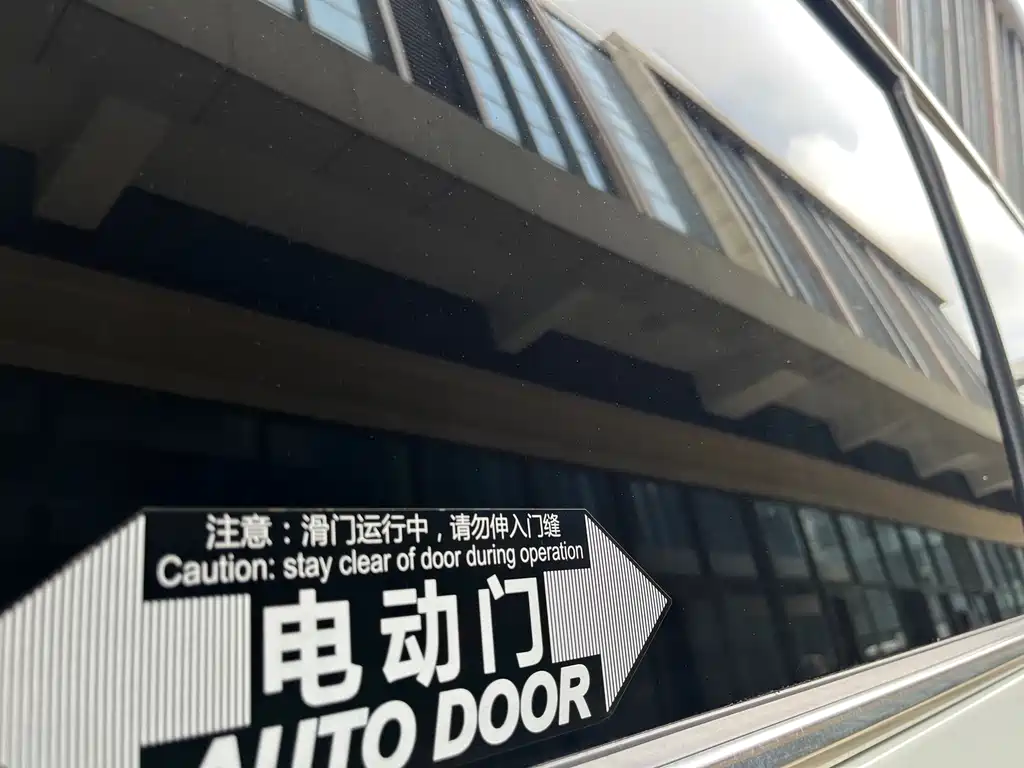 注意：滑门运行中，请勿伸入门缝
Caution: stay clear of door during operation
电动门
AUTO DOOR